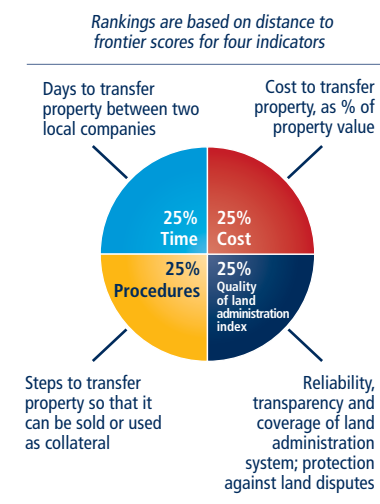 Rankings are based on distance to
frontier scores for four indicators
Days to transfer
property between two
local companies
Cost to transfer
property, as % of
property value
25%
Time
25%
Cost
25%
Procedures
25%
Quality
of land
administration
index
Steps to transfer
property so that it
can be sold or used
as collateral
Reliability,
transparency and
coverage of land
administration
system; protection
against land disputes